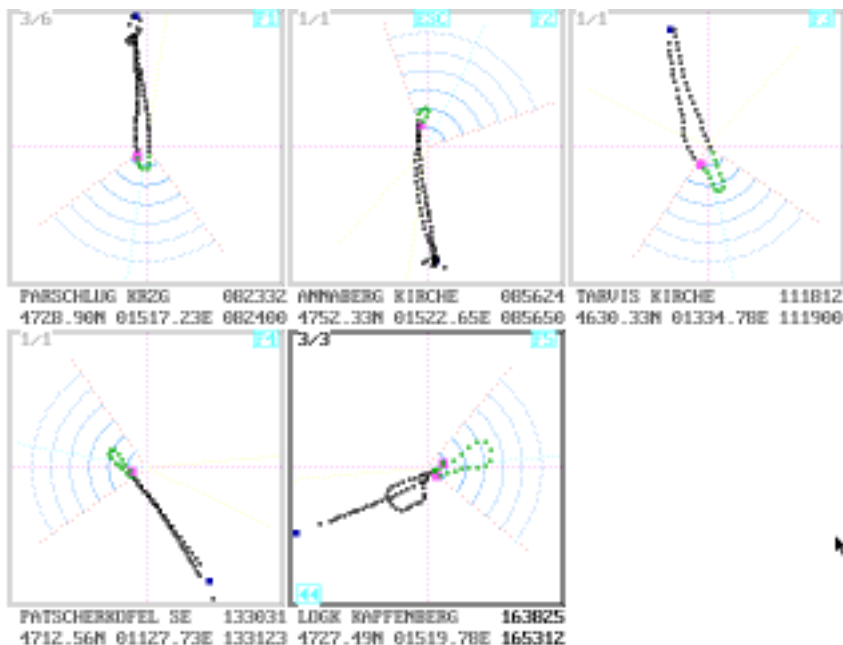 3/6 F1
1/1 ESC F2
1/1 F3
PARSCHLUG KRZG 082332
4728.90N 01517.23E 082400
ANNABERG KIRCHE 085624
4752.33N 01522.65E 085650
TARVIS KIRCHE 111812
4630.33N 01334.78E 111900
1/1 F4
3/3 F5
44
PATSCHERKOFEL SE 133031
4712.56N 01127.73E 133123
LOGK KAPFENBERG 163825
4727.49N 01519.78E 165312